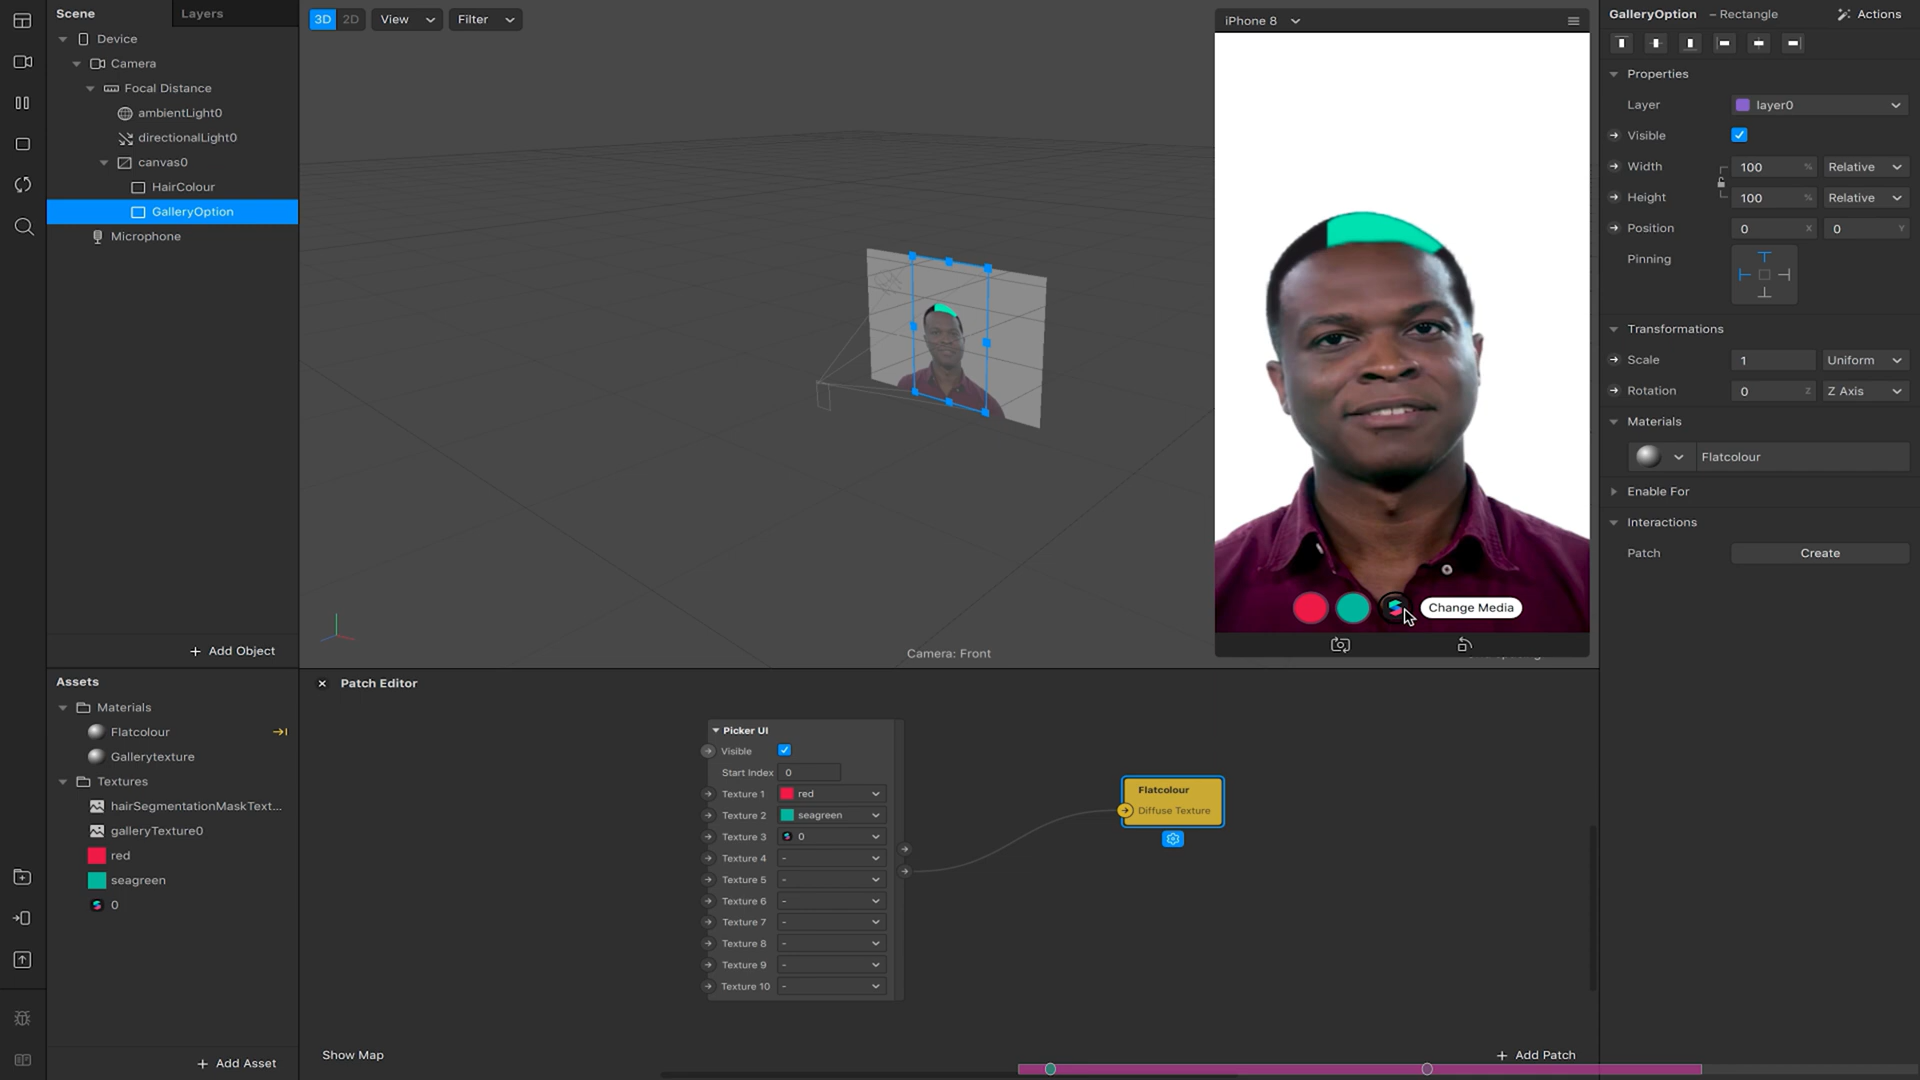 Scene
Layers
Device
Camera
Focal Distance
ambientLight0
directionalLight0
canvas0
HairColour
GalleryOption
Microphone
+ Add Object
Assets
Materials
Flatcolour
Gallerytexture
Textures
hairSegmentationMaskText...
galleryTexture0
red
seagreen
0
+ Add Asset
3D
2D
View
Filter
Camera: Front
iPhone 8
Change Media
× Patch Editor
Picker UI
Visible
Start Index 0
Texture 1 red
Texture 2 seagreen
Texture 3 0
Texture 4 -
Texture 5 -
Texture 6 -
Texture 7 -
Texture 8 -
Texture 9 -
Texture 10 -
Flatcolour
Diffuse Texture
Show Map
+ Add Patch
GalleryOption – Rectangle
Actions
Properties
Layer layer0
Visible
Width 100 % Relative
Height 100 % Relative
Position 0 X 0 Y
Pinning
Transformations
Scale 1 Uniform
Rotation 0 Z Z Axis
Materials
Flatcolour
Enable For
Interactions
Patch Create